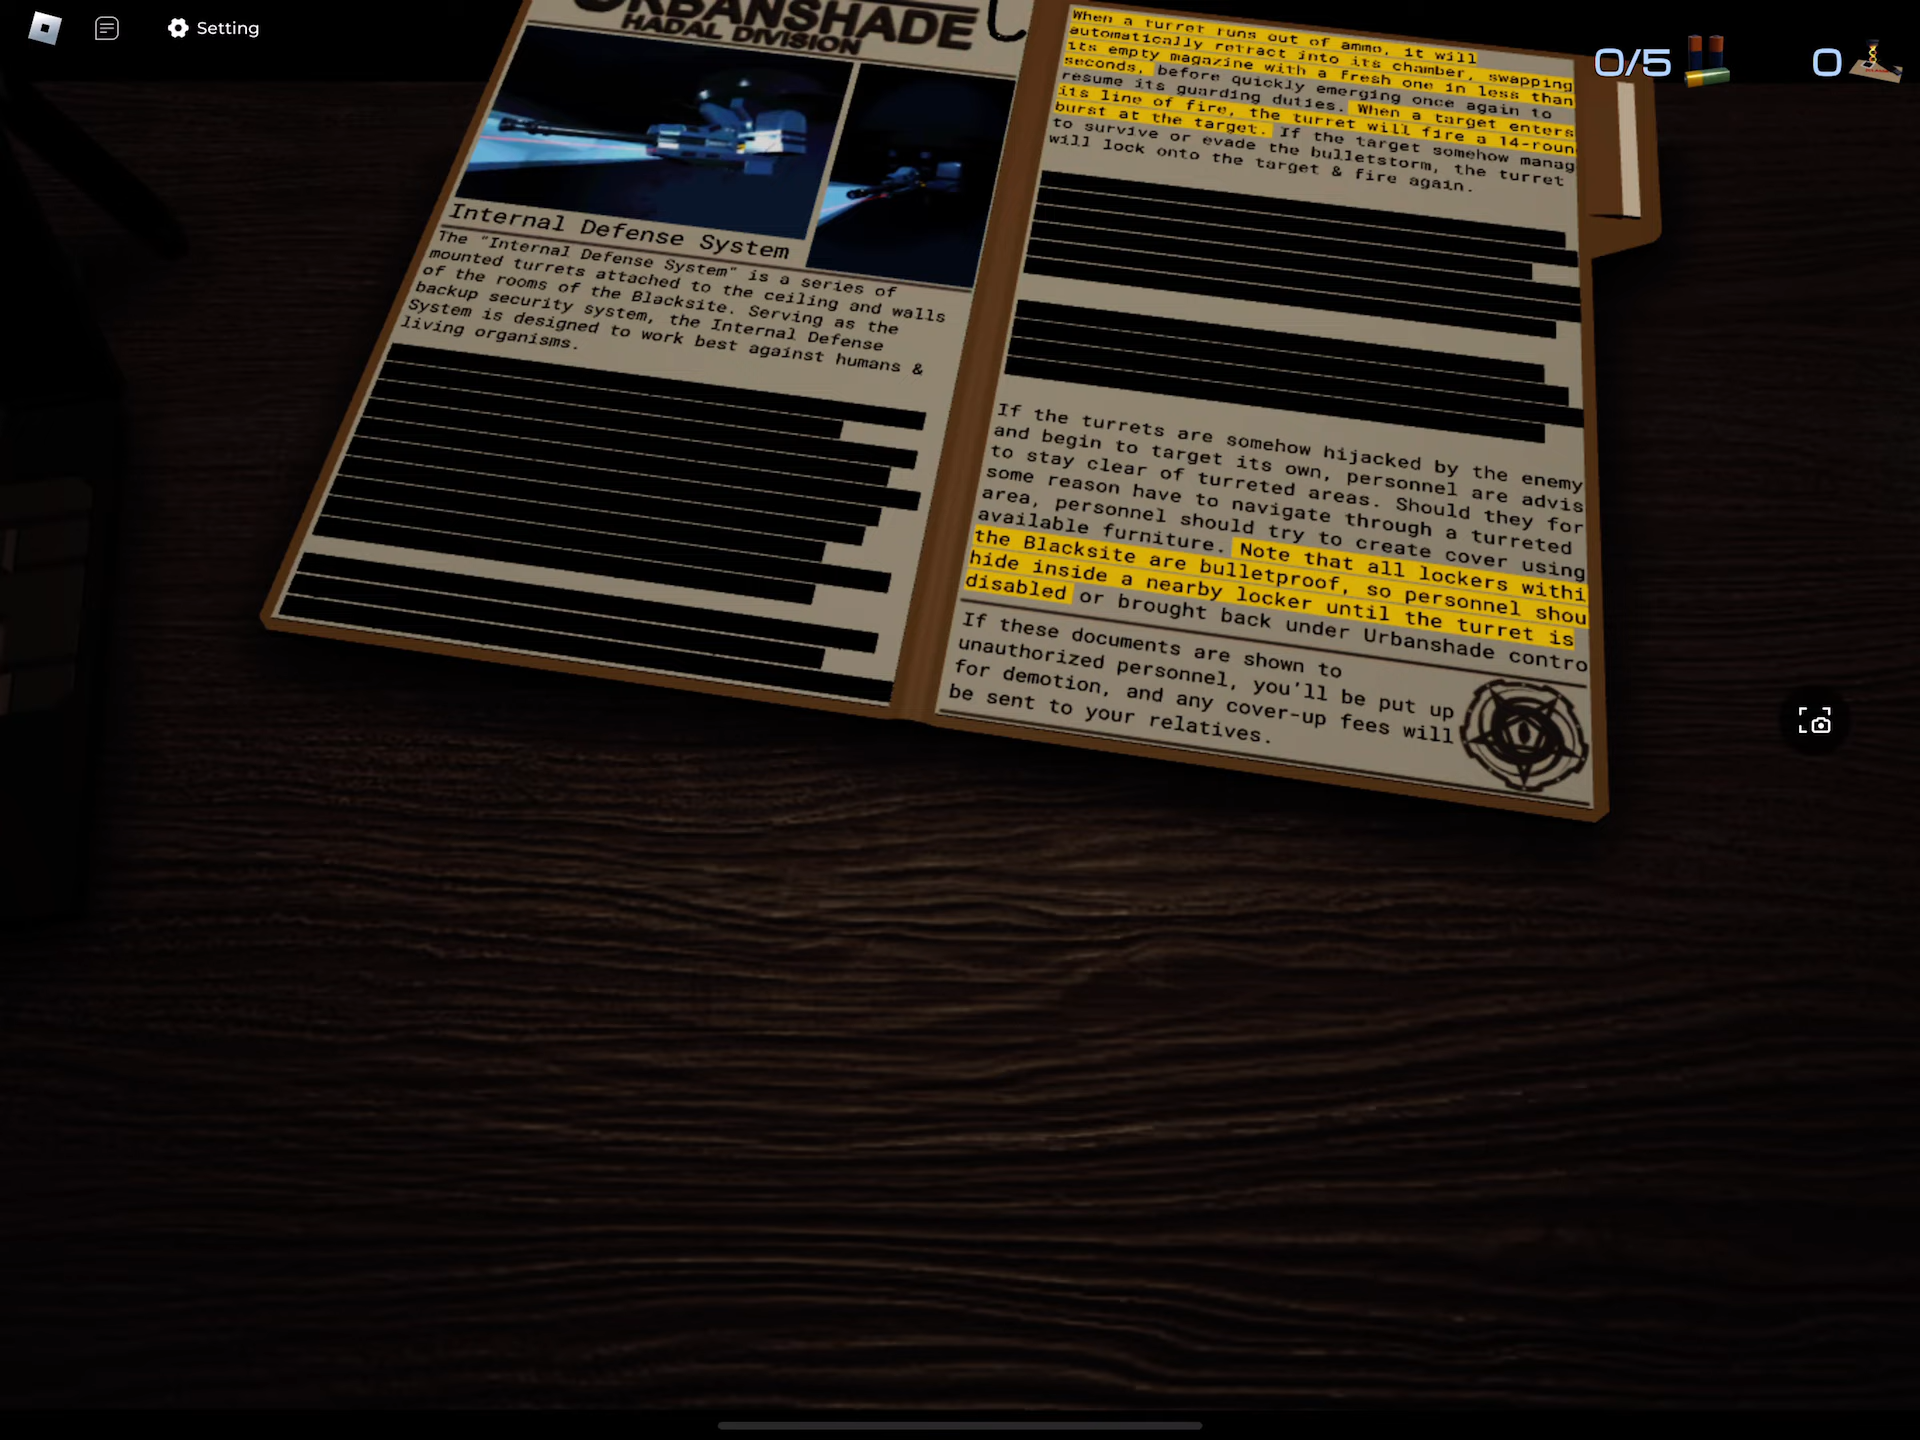 Setting
0/5
0
URBANSHADE
HADAL DIVISION
Internal Defense System
The "Internal Defense System" is a series of
mounted turrets attached to the ceiling and walls
of the rooms of the Blacksite. Serving as the
backup security system, the Internal Defense
System is designed to work best against humans &
living organisms.
When a turret runs out of ammo, it will
automatically retract into its chamber, swapping
its empty magazine with a fresh one in less than
seconds, before quickly emerging once again to
resume its guarding duties. When a target enters
its line of fire, the turret will fire a 14-roun
burst at the target. If the target somehow manag
to survive or evade the bulletstorm, the turret
will lock onto the target & fire again.
If the turrets are somehow hijacked by the enemy
and begin to target its own, personnel are advis
to stay clear of turreted areas. Should they for
some reason have to navigate through a turreted
area, personnel should try to create cover using
available furniture. Note that all lockers withi
the Blacksite are bulletproof, so personnel shou
hide inside a nearby locker until the turret is
disabled or brought back under Urbanshade contro
If these documents are shown to
unauthorized personnel, you'll be put up
for demotion, and any cover-up fees will
be sent to your relatives.